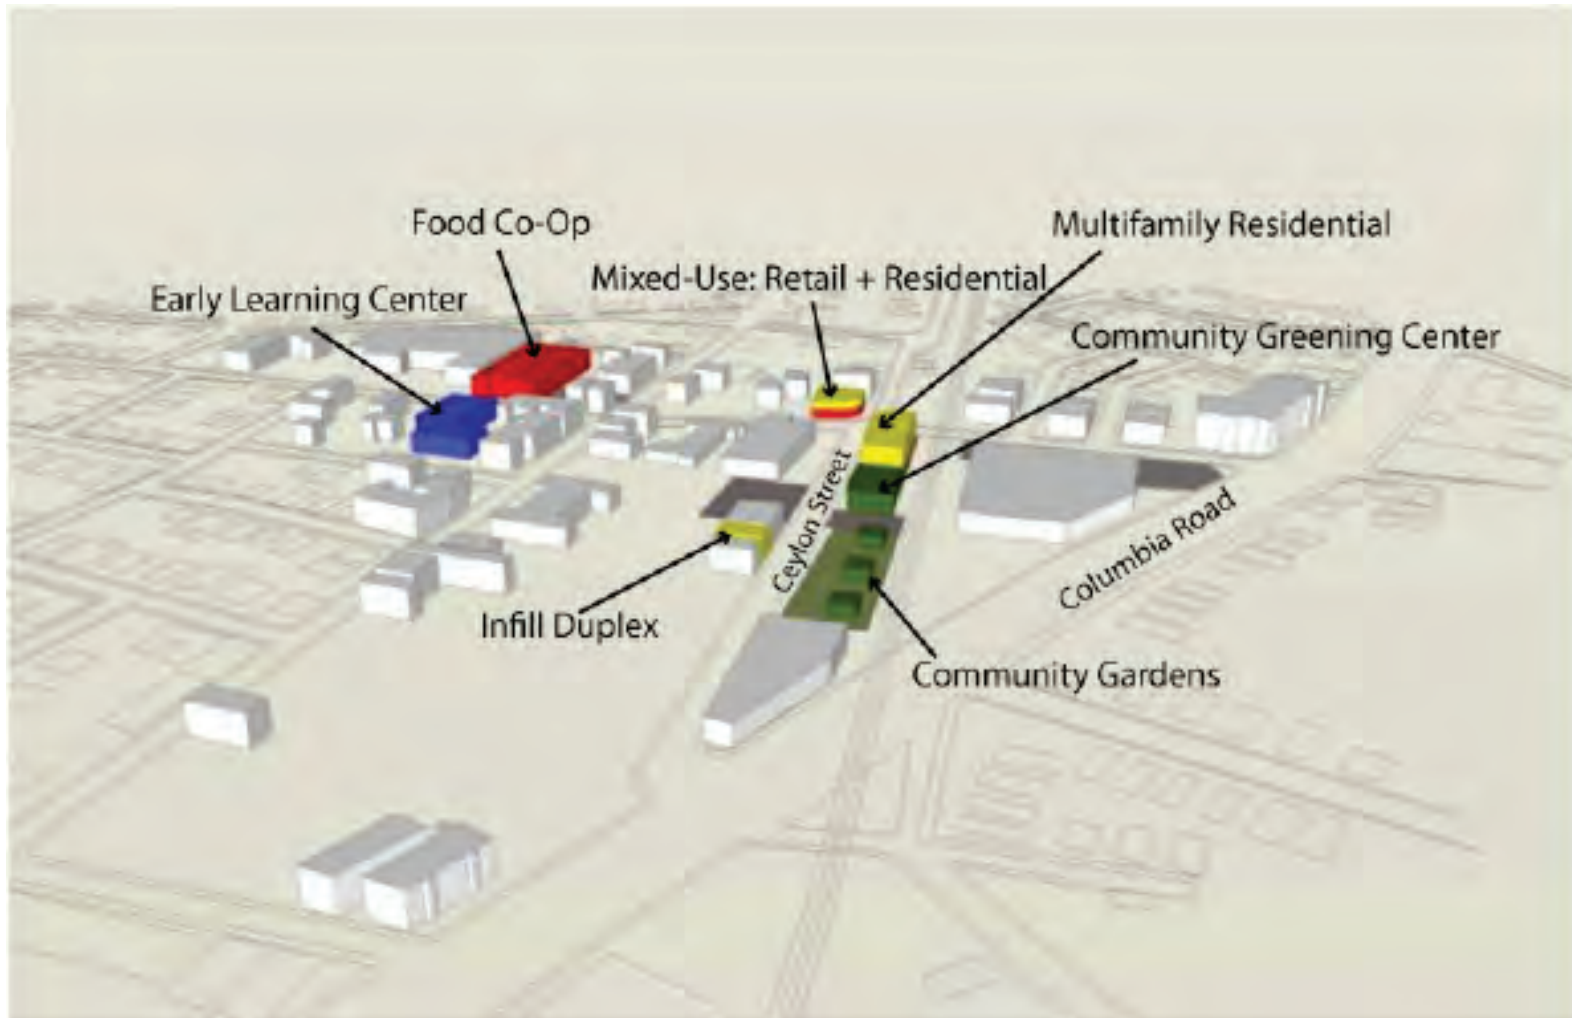 Food Co-Op
Multifamily Residential
Mixed-Use: Retail + Residential
Early Learning Center
Community Greening Center
Ceylon Street
Columbia Road
Infill Duplex
Community Gardens